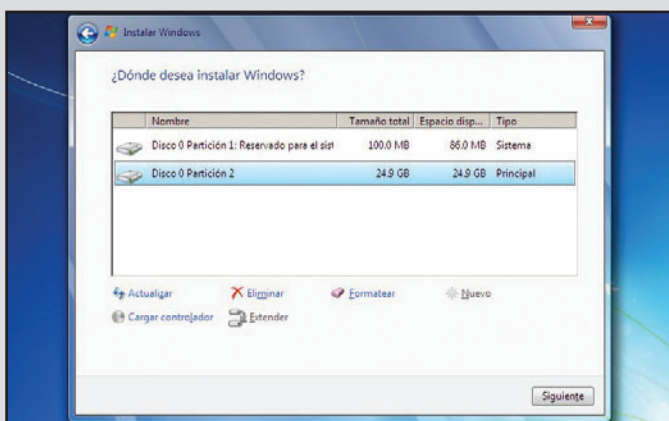 Instalar Windows
¿Dónde desea instalar Windows?
Nombre Tamaño total Espacio disp... Tipo
Disco 0 Partición 1: Reservado para el sist 100.0 MB 86.0 MB Sistema
Disco 0 Partición 2 24.9 GB 24.9 GB Principal
Actualizar Eliminar Formatear Nuevo
Cargar controlador Extender
Siguiente